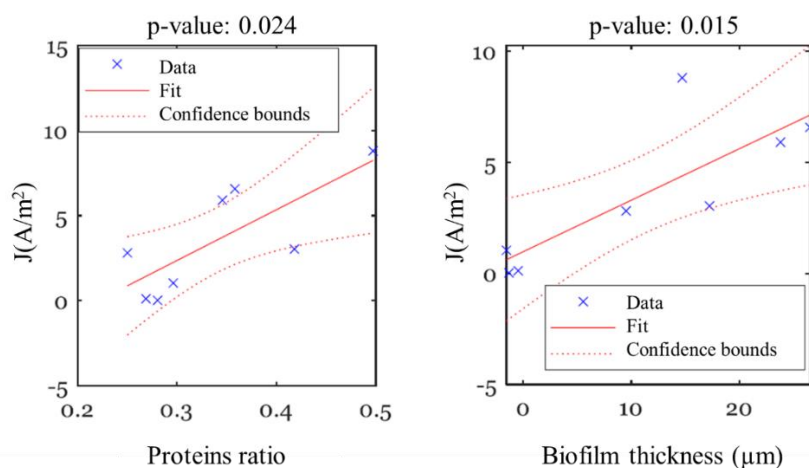 p-value: 0.024
15
10
5
0
-5
J(A/m²)
Data
Fit
Confidence bounds
0.2
0.3
0.4
0.5
Proteins ratio
p-value: 0.015
10
5
0
-5
J(A/m²)
Data
Fit
Confidence bounds
0
10
20
Biofilm thickness (µm)